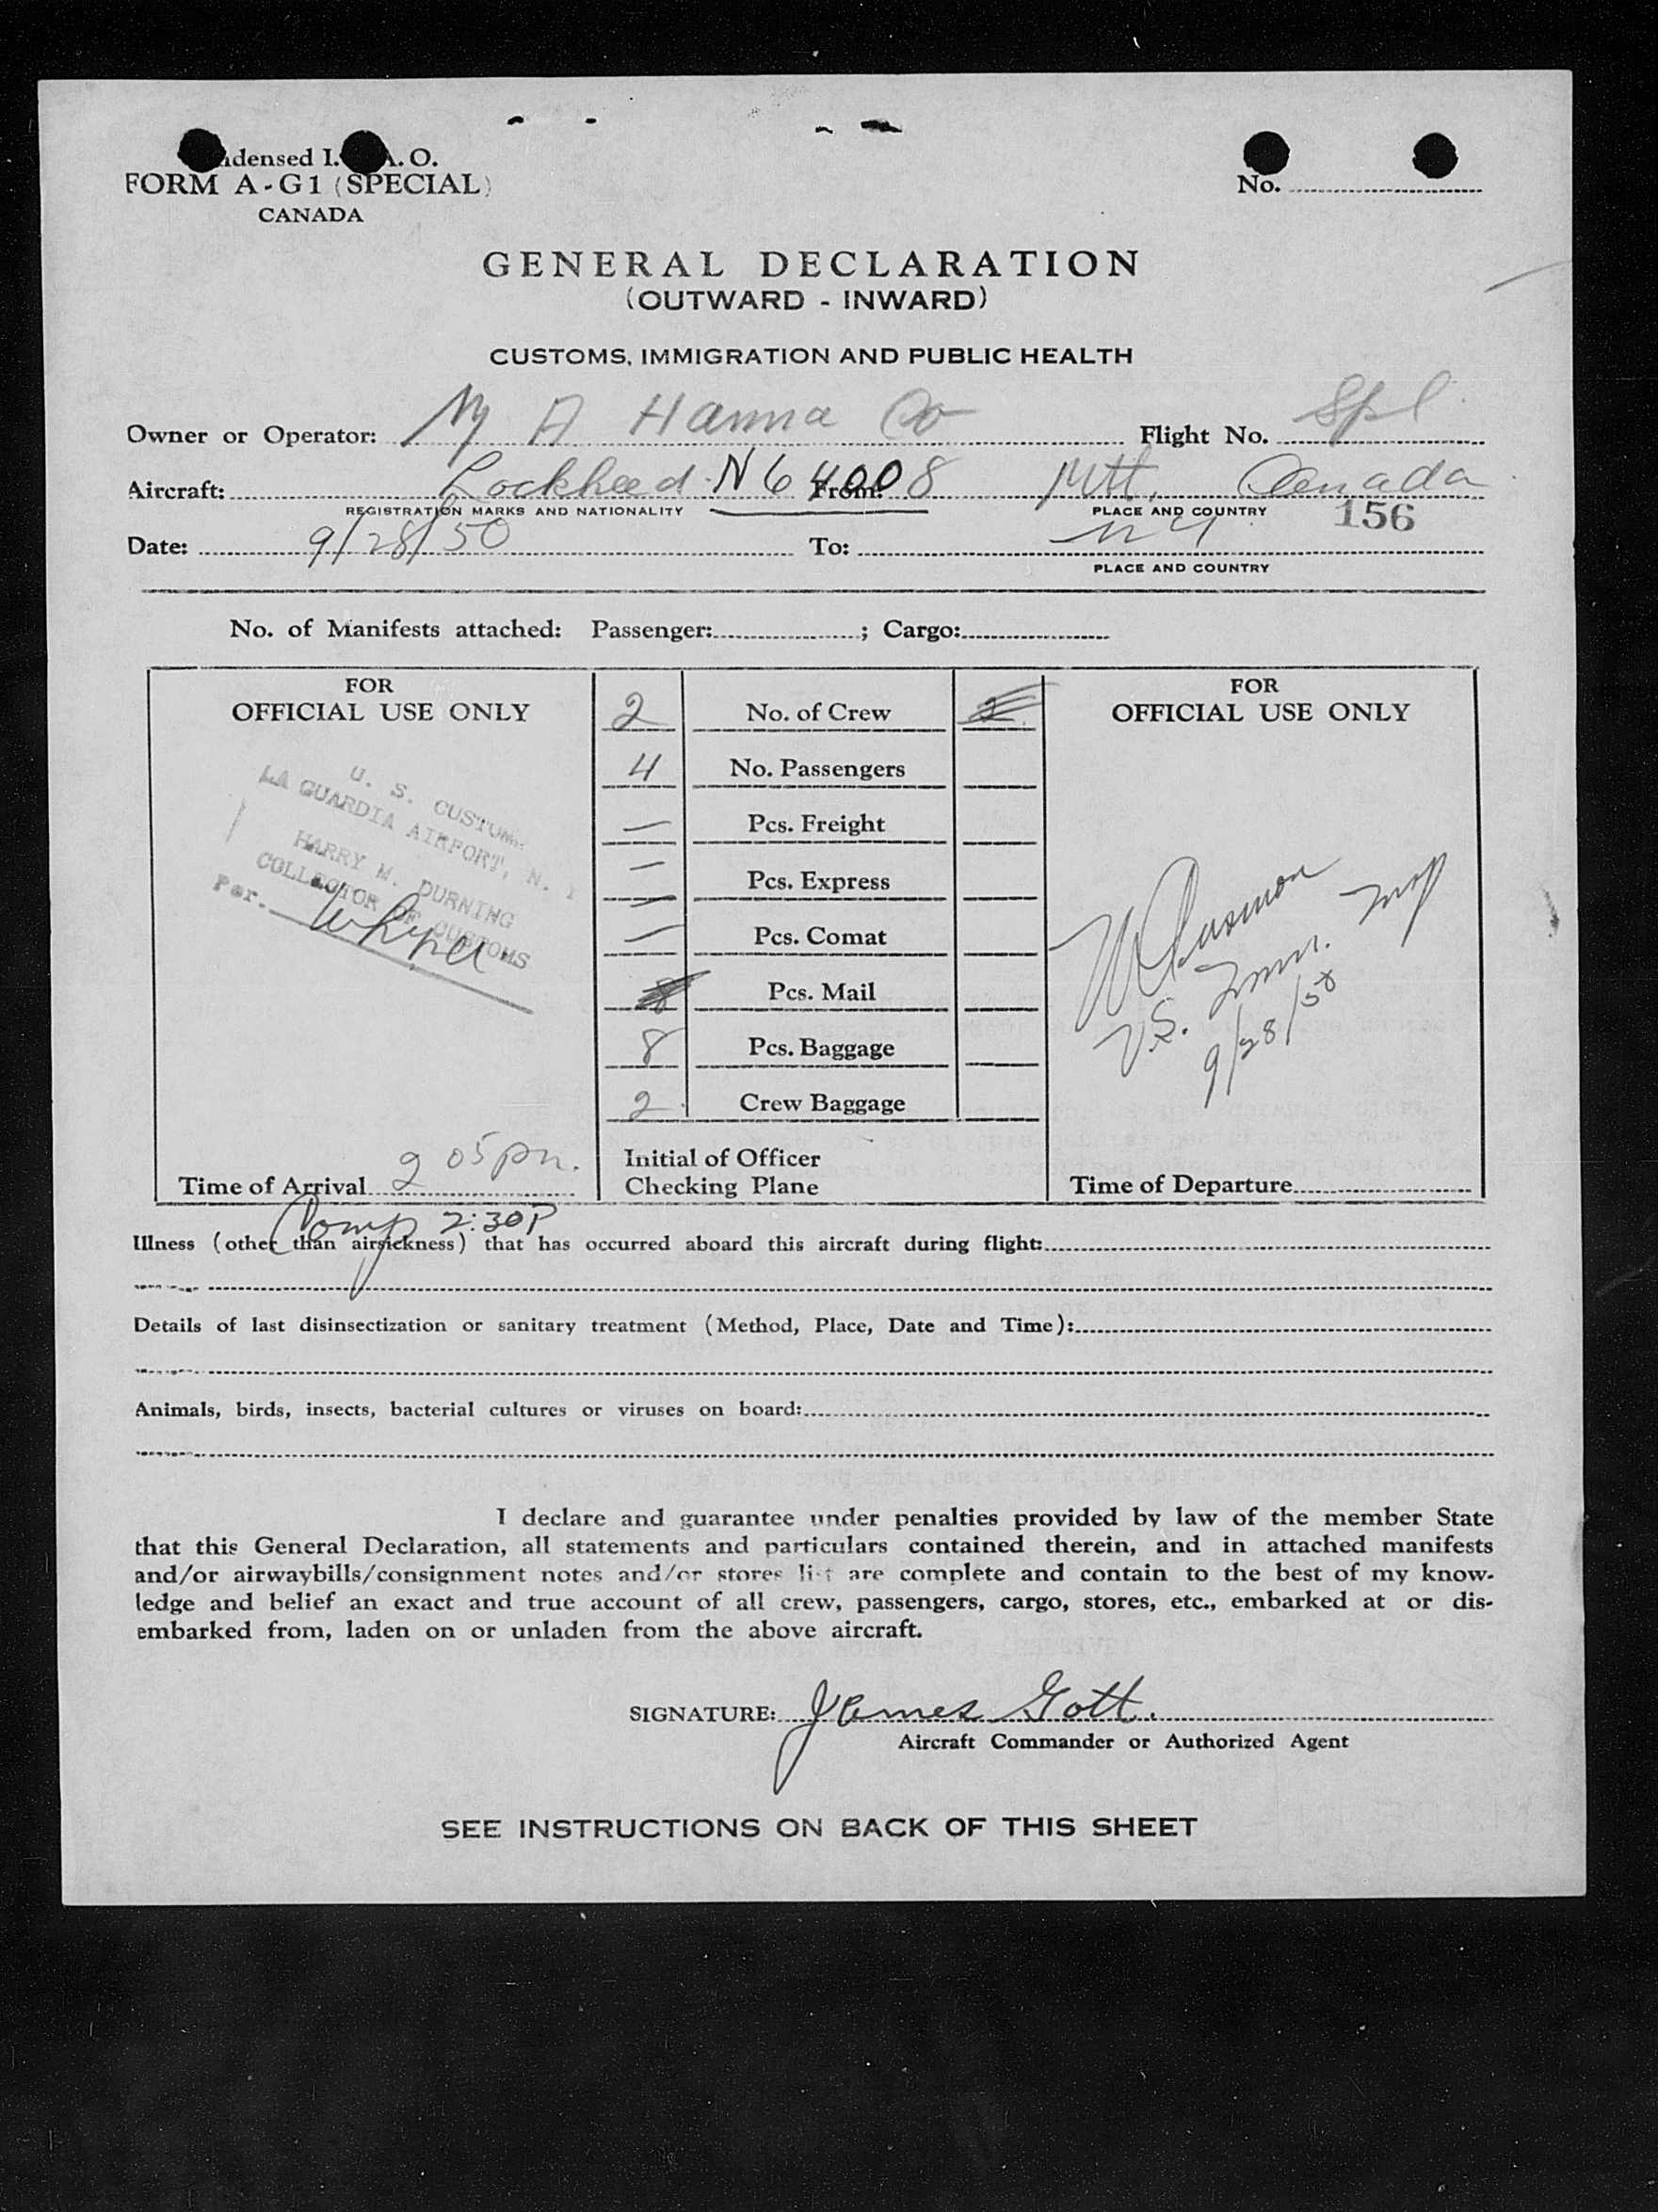 ndensed I. A.O.
FORM A-G1 (SPECIAL)
CANADA
No.
GENERAL DECLARATION
(OUTWARD - INWARD)
CUSTOMS, IMMIGRATION AND PUBLIC HEALTH
Owner or Operator: M A Hanna Co Flight No. Spl.
Aircraft: Lockheed N64008 From: Mtl, Canada
REGISTRATION MARKS AND NATIONALITY PLACE AND COUNTRY 156
Date: 9/28/50 To: N Y
PLACE AND COUNTRY
No. of Manifests attached: Passenger: ; Cargo:
FOR
OFFICIAL USE ONLY
U. S. CUSTOMS
LA GUARDIA AIRPORT, N. Y
HARRY M. DURNING
COLLECTOR OF CUSTOMS
Per.
Time of Arrival 2 05 pm.
2 No. of Crew 2
4 No. Passengers
— Pcs. Freight
— Pcs. Express
— Pcs. Comat
Pcs. Mail
8 Pcs. Baggage
2 Crew Baggage
Initial of Officer
Checking Plane
FOR
OFFICIAL USE ONLY
U.S. Imm. NY
9/28/50
Time of Departure
Comp 2:30P
Illness (other than airsickness) that has occurred aboard this aircraft during flight:
Details of last disinsectization or sanitary treatment (Method, Place, Date and Time):
Animals, birds, insects, bacterial cultures or viruses on board:
I declare and guarantee under penalties provided by law of the member State
that this General Declaration, all statements and particulars contained therein, and in attached manifests
and/or airwaybills/consignment notes and/or stores list are complete and contain to the best of my know-
ledge and belief an exact and true account of all crew, passengers, cargo, stores, etc., embarked at or dis-
embarked from, laden on or unladen from the above aircraft.
SIGNATURE: James Gott.
Aircraft Commander or Authorized Agent
SEE INSTRUCTIONS ON BACK OF THIS SHEET